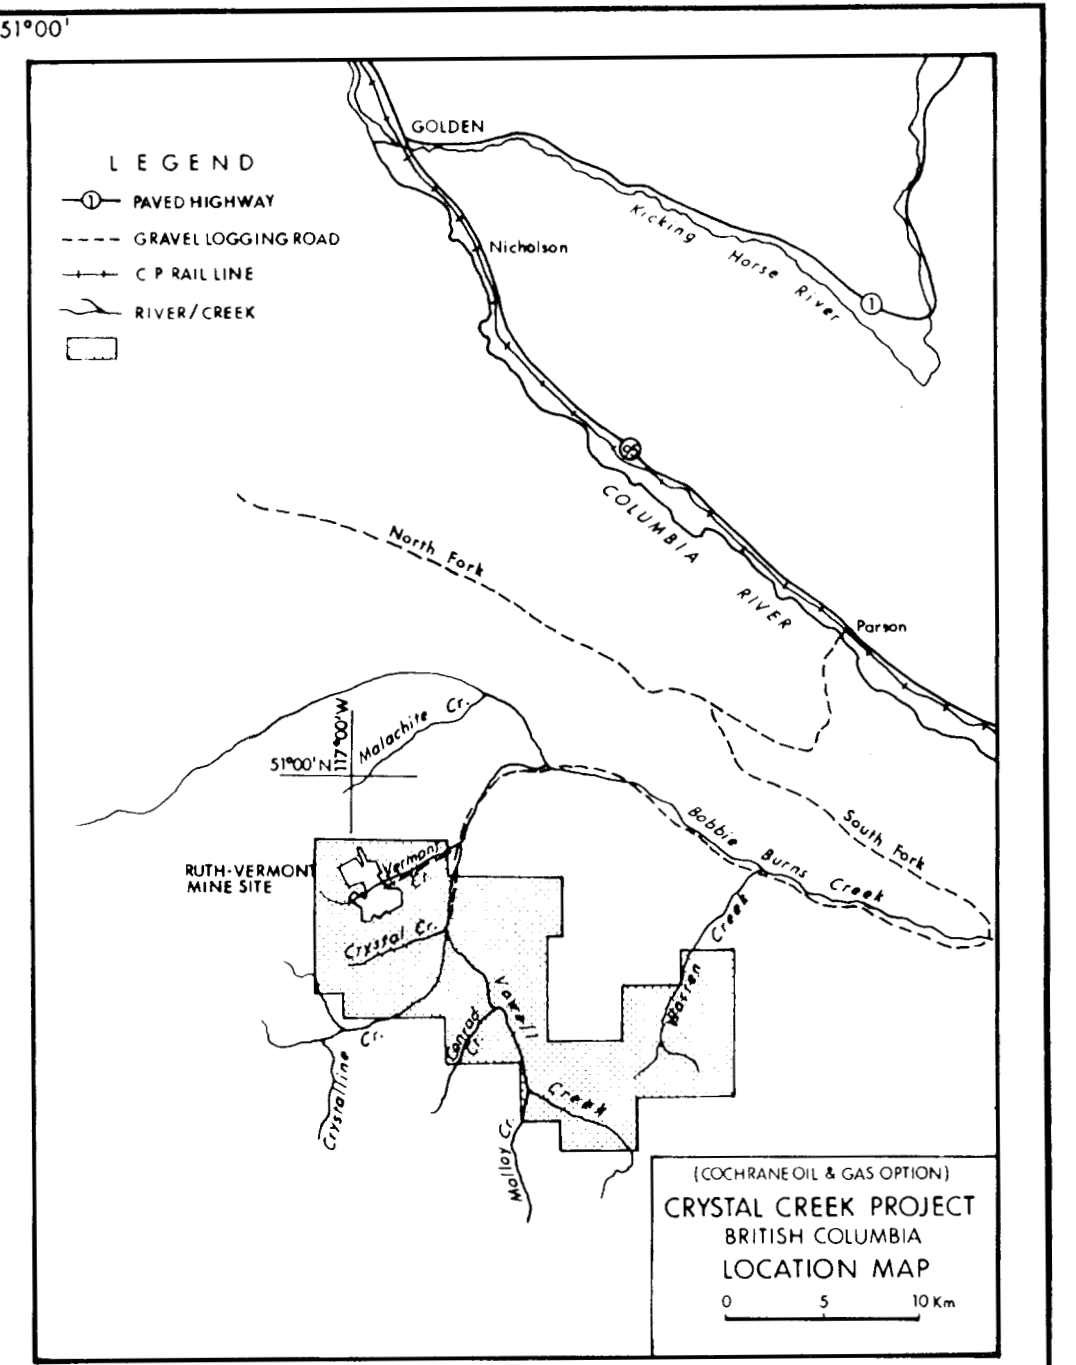 51°00'
GOLDEN
LEGEND
1 PAVED HIGHWAY
GRAVEL LOGGING ROAD
C P RAIL LINE
RIVER/CREEK
Kicking Horse River
1
Nicholson
95
COLUMBIA RIVER
North Fork
Parson
Malachite Cr.
117°00'W
51°00'N
South Fork
Bobbie Burns Creek
RUTH-VERMONT
MINE SITE
Vermont
Cr.
Crystal Cr.
Warren Creek
Vowell
Creek
Conrad
Cr.
Crystalline
Cr.
Malloy Cr.
(COCHRANE OIL & GAS OPTION)
CRYSTAL CREEK PROJECT
BRITISH COLUMBIA
LOCATION MAP
0 5 10 Km